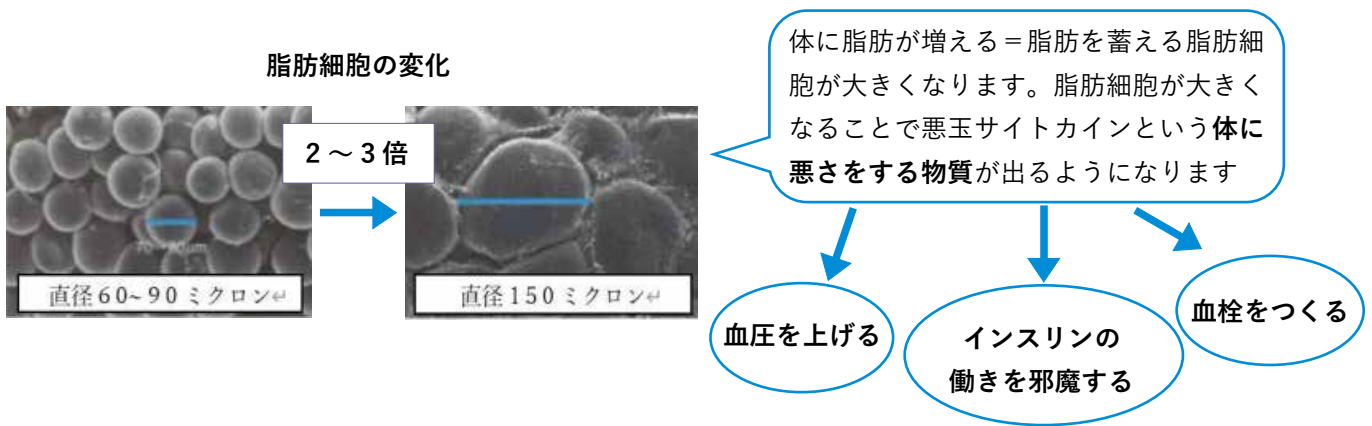 脂肪細胞の変化
2～3倍
70~90μm
直径60~90ミクロン↵
直径150ミクロン↵
体に脂肪が増える＝脂肪を蓄える脂肪細
胞が大きくなります。脂肪細胞が大きく
なることで悪玉サイトカインという体に
悪さをする物質が出るようになります
血圧を上げる
インスリンの
働きを邪魔する
血栓をつくる